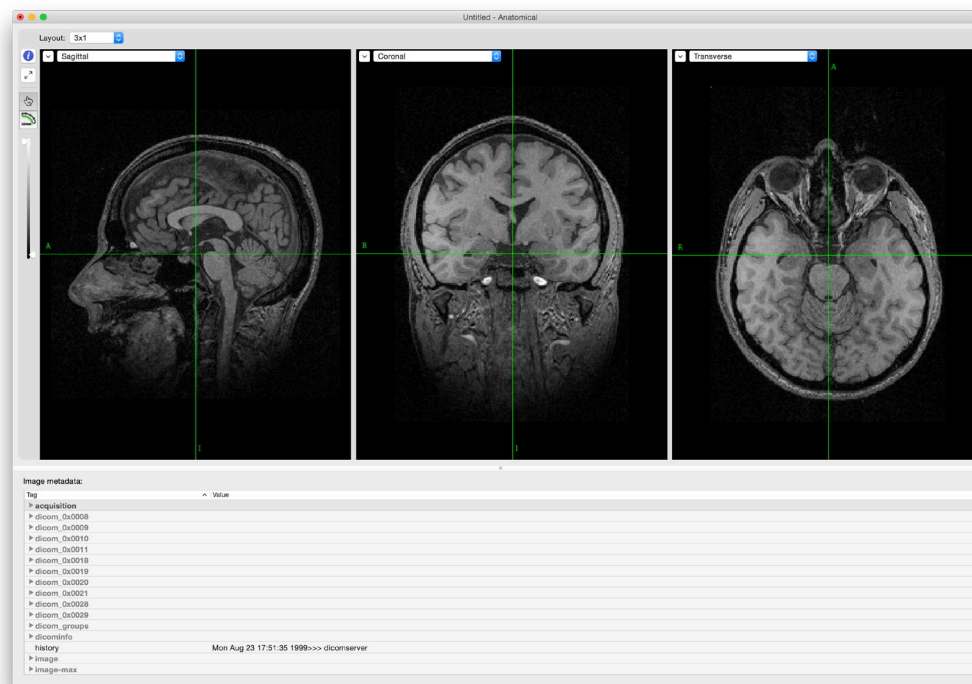 Untitled - Anatomical
Layout: 3x1
Sagittal
Coronal
Transverse
A
A
R
R
I
I
Image metadata:
Tag Value
acquisition
dicom_0x0008
dicom_0x0009
dicom_0x0010
dicom_0x0011
dicom_0x0018
dicom_0x0019
dicom_0x0020
dicom_0x0021
dicom_0x0028
dicom_0x0029
dicom_groups
dicominfo
history Mon Aug 23 17:51:35 1999>>> dicomserver
image
image-max